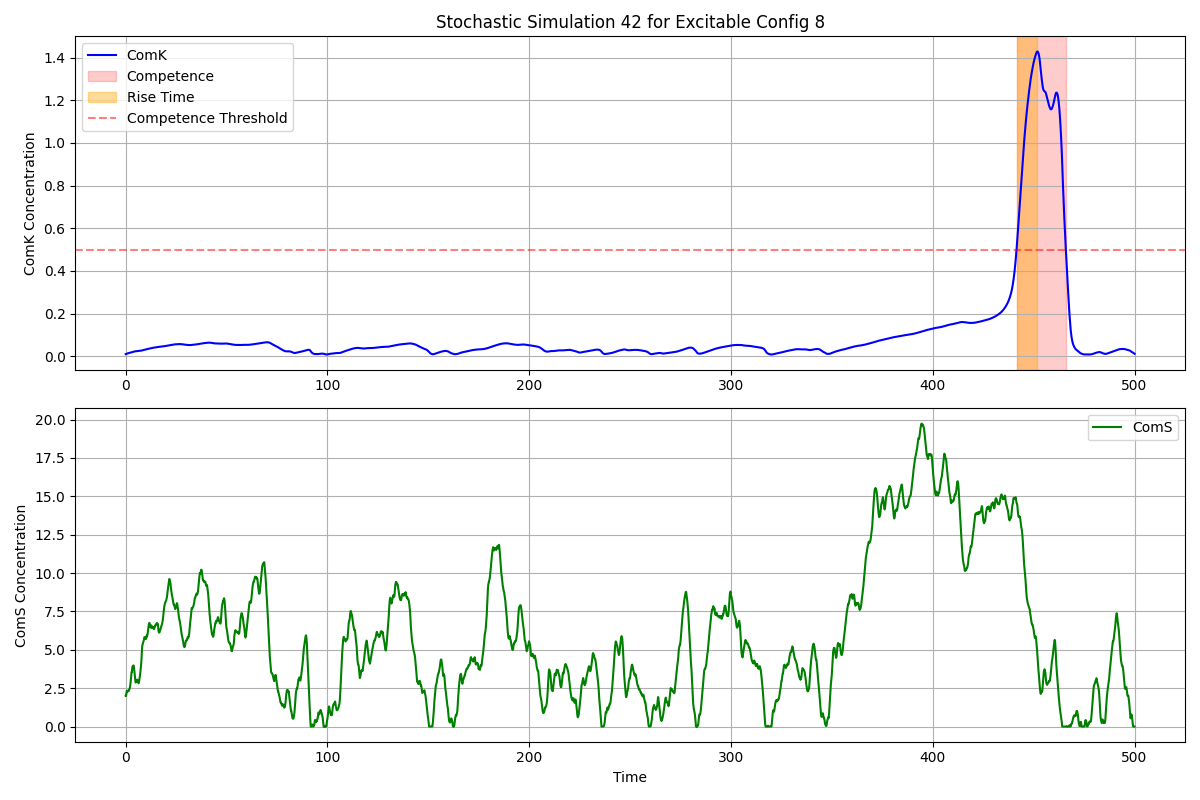 Stochastic Simulation 42 for Excitable Config 8
ComK Concentration
1.4
1.2
1.0
0.8
0.6
0.4
0.2
0.0
ComK
Competence
Rise Time
Competence Threshold
0 100 200 300 400 500
ComS Concentration
20.0
17.5
15.0
12.5
10.0
7.5
5.0
2.5
0.0
ComS
0 100 200 300 400 500
Time